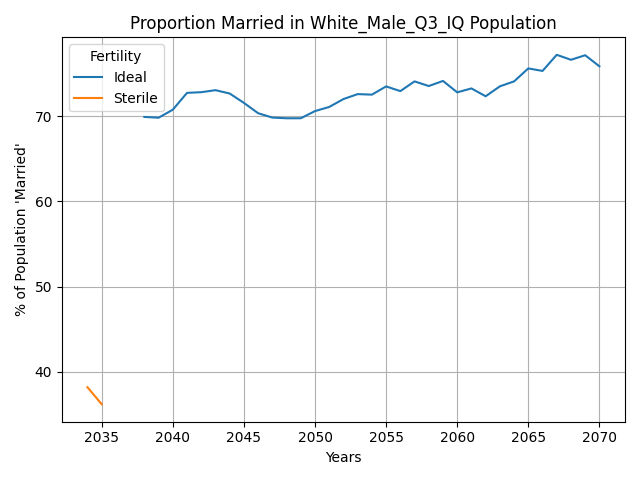 Proportion Married in White_Male_Q3_IQ Population
Fertility
Ideal
Sterile
% of Population 'Married'
70
60
50
40
2035 2040 2045 2050 2055 2060 2065 2070
Years